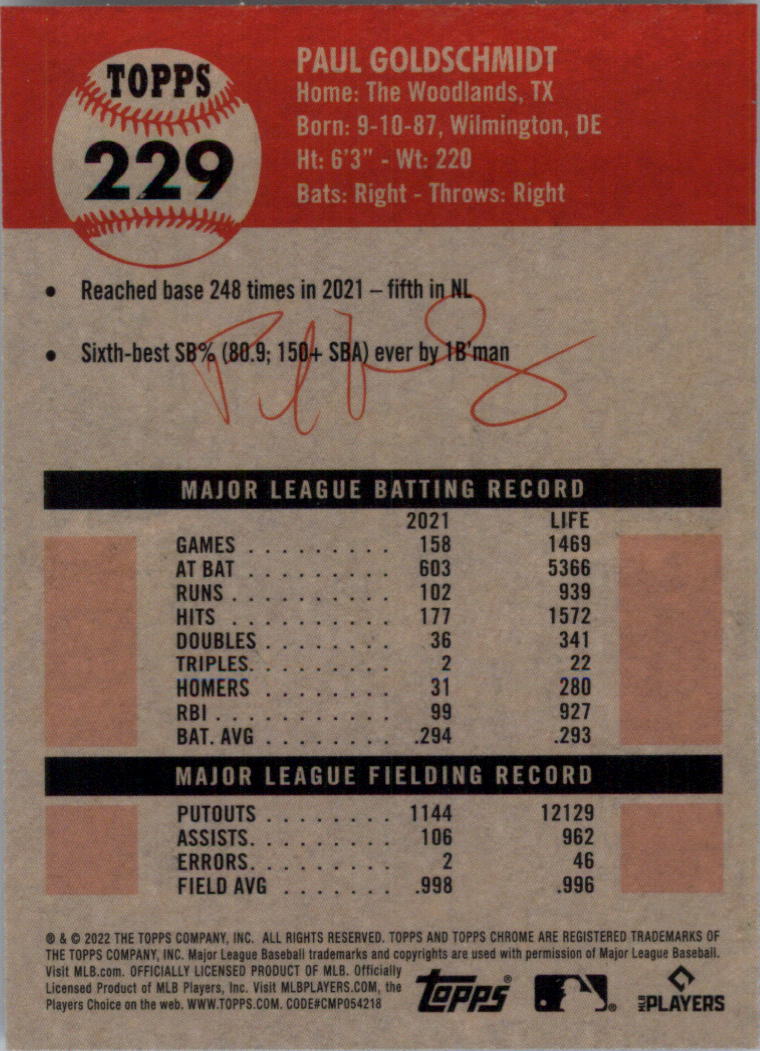 TOPPS
229
PAUL GOLDSCHMIDT
Home: The Woodlands, TX
Born: 9-10-87, Wilmington, DE
Ht: 6'3" - Wt: 220
Bats: Right - Throws: Right
• Reached base 248 times in 2021 – fifth in NL
• Sixth-best SB% (80.9; 150+ SBA) ever by 1B'man
MAJOR LEAGUE BATTING RECORD
2021 LIFE
GAMES . . . . . . . . . . 158 1469
AT BAT . . . . . . . . . . 603 5366
RUNS . . . . . . . . . . . 102 939
HITS . . . . . . . . . . . 177 1572
DOUBLES . . . . . . . . . 36 341
TRIPLES. . . . . . . . . . 2 22
HOMERS . . . . . . . . . 31 280
RBI . . . . . . . . . . . . 99 927
BAT. AVG . . . . . . . . . .294 .293
MAJOR LEAGUE FIELDING RECORD
PUTOUTS . . . . . . . . . 1144 12129
ASSISTS. . . . . . . . . . 106 962
ERRORS. . . . . . . . . . 2 46
FIELD AVG . . . . . . . . .998 .996
® & © 2022 THE TOPPS COMPANY, INC. ALL RIGHTS RESERVED. TOPPS AND TOPPS CHROME ARE REGISTERED TRADEMARKS OF
THE TOPPS COMPANY, INC. Major League Baseball trademarks and copyrights are used with permission of Major League Baseball.
Visit MLB.com. OFFICIALLY LICENSED PRODUCT OF MLB. Officially
Licensed Product of MLB Players, Inc. Visit MLBPLAYERS.COM, the
Players Choice on the web. WWW.TOPPS.COM. CODE#CMP054218
topps®
MLB PLAYERS